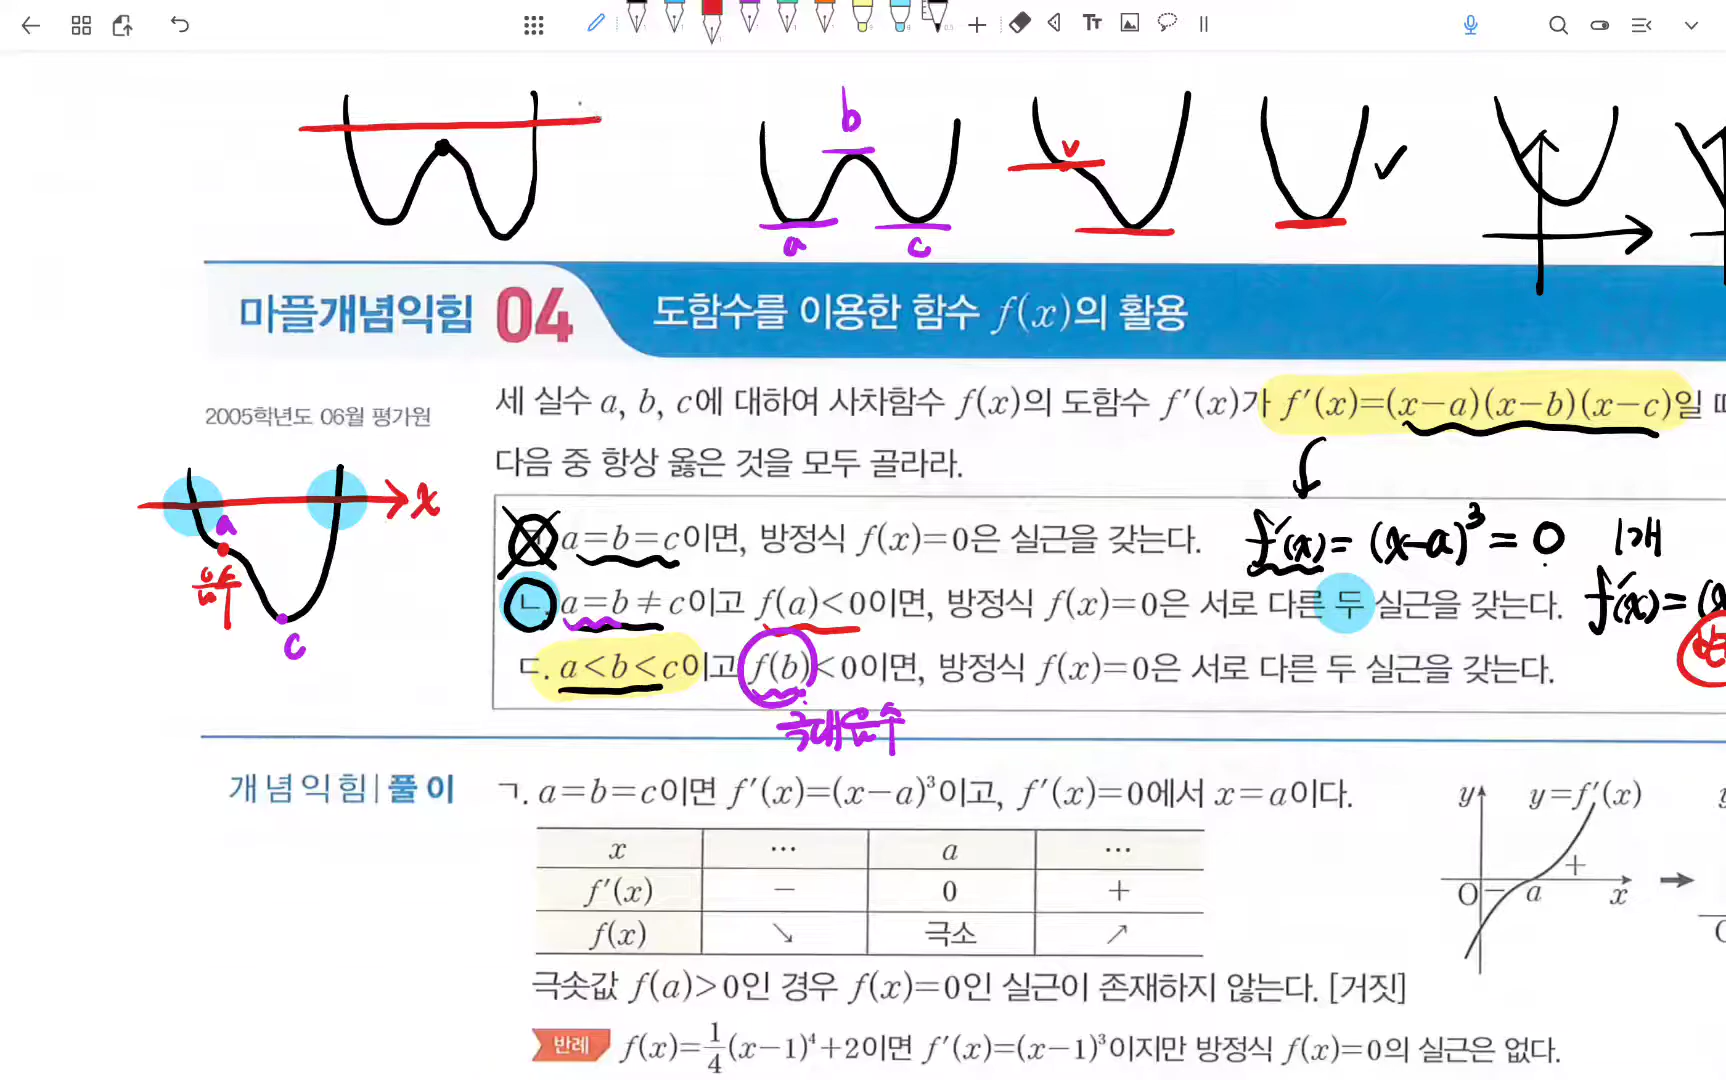 b
v
a
c
마플개념익힘 04 도함수를 이용한 함수 f(x)의 활용
2005학년도 06월 평가원
세 실수 a, b, c에 대하여 사차함수 f(x)의 도함수 f′(x)가 f′(x)=(x−a)(x−b)(x−c)일
다음 중 항상 옳은 것을 모두 골라라.
x
a
음수
c
a=b=c이면, 방정식 f(x)=0은 실근을 갖는다.
f′(x)= (x−a)³ = 0 1개
ㄴ. a=b≠c이고 f(a)<0이면, 방정식 f(x)=0은 서로 다른 두 실근을 갖는다.
f′(x)=
ㄷ. a<b<c이고 f(b)<0이면, 방정식 f(x)=0은 서로 다른 두 실근을 갖는다.
극대음수
개념익힘|풀이
ㄱ. a=b=c이면 f′(x)=(x−a)³이고, f′(x)=0에서 x=a이다.
x … a …
f′(x) − 0 +
f(x) ↘ 극소 ↗
y y=f′(x)
+
O − a x
극솟값 f(a)>0인 경우 f(x)=0인 실근이 존재하지 않는다. [거짓]
반례 f(x)=1/4(x−1)⁴+2이면 f′(x)=(x−1)³이지만 방정식 f(x)=0의 실근은 없다.